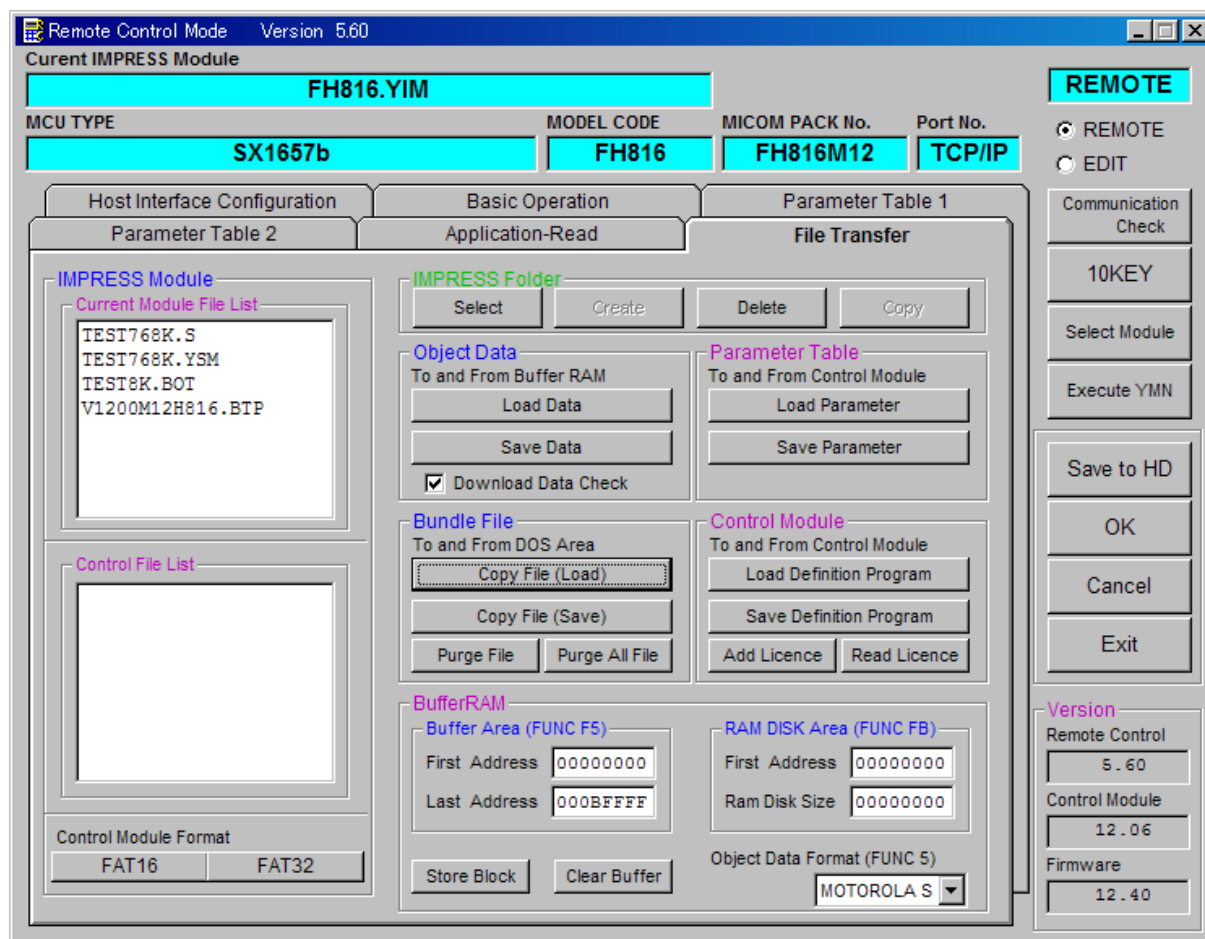 Remote Control Mode Version 5.60
Curent IMPRESS Module
FH816.YIM
REMOTE
MCU TYPE MODEL CODE MICOM PACK No. Port No.
SX1657b FH816 FH816M12 TCP/IP
REMOTE
EDIT
Host Interface Configuration Basic Operation Parameter Table 1
Parameter Table 2 Application-Read File Transfer
Communication
Check
10KEY
Select Module
Execute YMN
IMPRESS Module
Current Module File List
TEST768K.S
TEST768K.YSM
TEST8K.BOT
V1200M12H816.BTP
Control File List
Control Module Format
FAT16 FAT32
IMPRESS Folder
Select Create Delete Copy
Object Data
To and From Buffer RAM
Load Data
Save Data
Download Data Check
Parameter Table
To and From Control Module
Load Parameter
Save Parameter
Bundle File
To and From DOS Area
Copy File (Load)
Copy File (Save)
Purge File Purge All File
Control Module
To and From Control Module
Load Definition Program
Save Definition Program
Add Licence Read Licence
BufferRAM
Buffer Area (FUNC F5)
First Address 00000000
Last Address 000BFFFF
RAM DISK Area (FUNC FB)
First Address 00000000
Ram Disk Size 00000000
Store Block Clear Buffer
Object Data Format (FUNC 5)
MOTOROLA S
Save to HD
OK
Cancel
Exit
Version
Remote Control
5.60
Control Module
12.06
Firmware
12.40